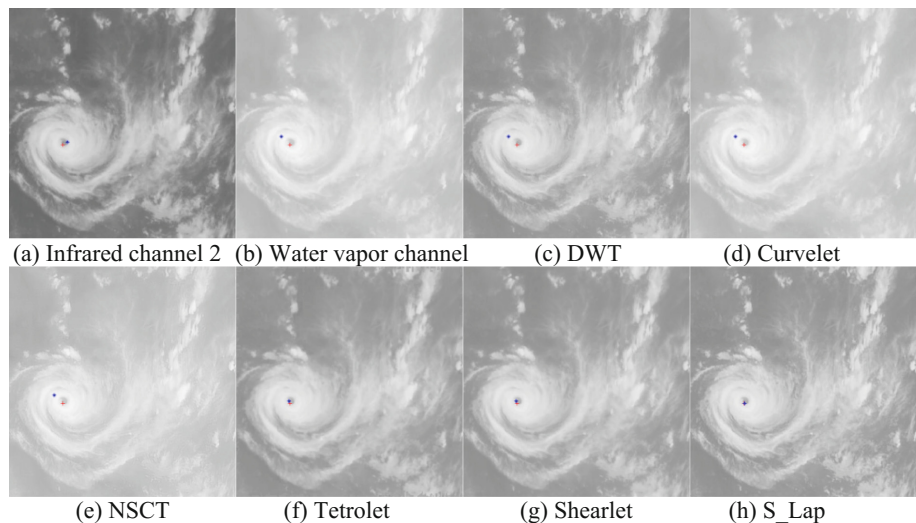 (a) Infrared channel 2 (b) Water vapor channel (c) DWT (d) Curvelet
(e) NSCT (f) Tetrolet (g) Shearlet (h) S_Lap